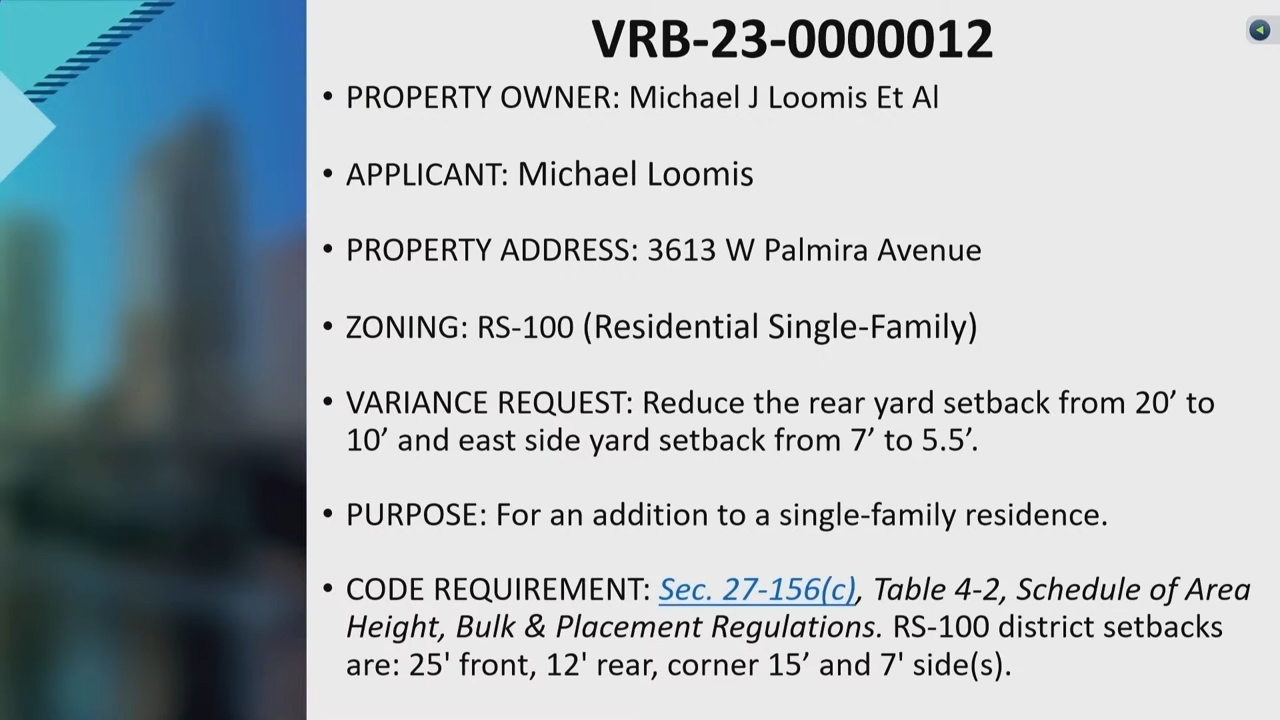 VRB-23-0000012
• PROPERTY OWNER: Michael J Loomis Et Al
• APPLICANT: Michael Loomis
• PROPERTY ADDRESS: 3613 W Palmira Avenue
• ZONING: RS-100 (Residential Single-Family)
• VARIANCE REQUEST: Reduce the rear yard setback from 20’ to
10’ and east side yard setback from 7’ to 5.5’.
• PURPOSE: For an addition to a single-family residence.
• CODE REQUIREMENT: Sec. 27-156(c), Table 4-2, Schedule of Area
Height, Bulk & Placement Regulations. RS-100 district setbacks
are: 25' front, 12' rear, corner 15’ and 7' side(s).